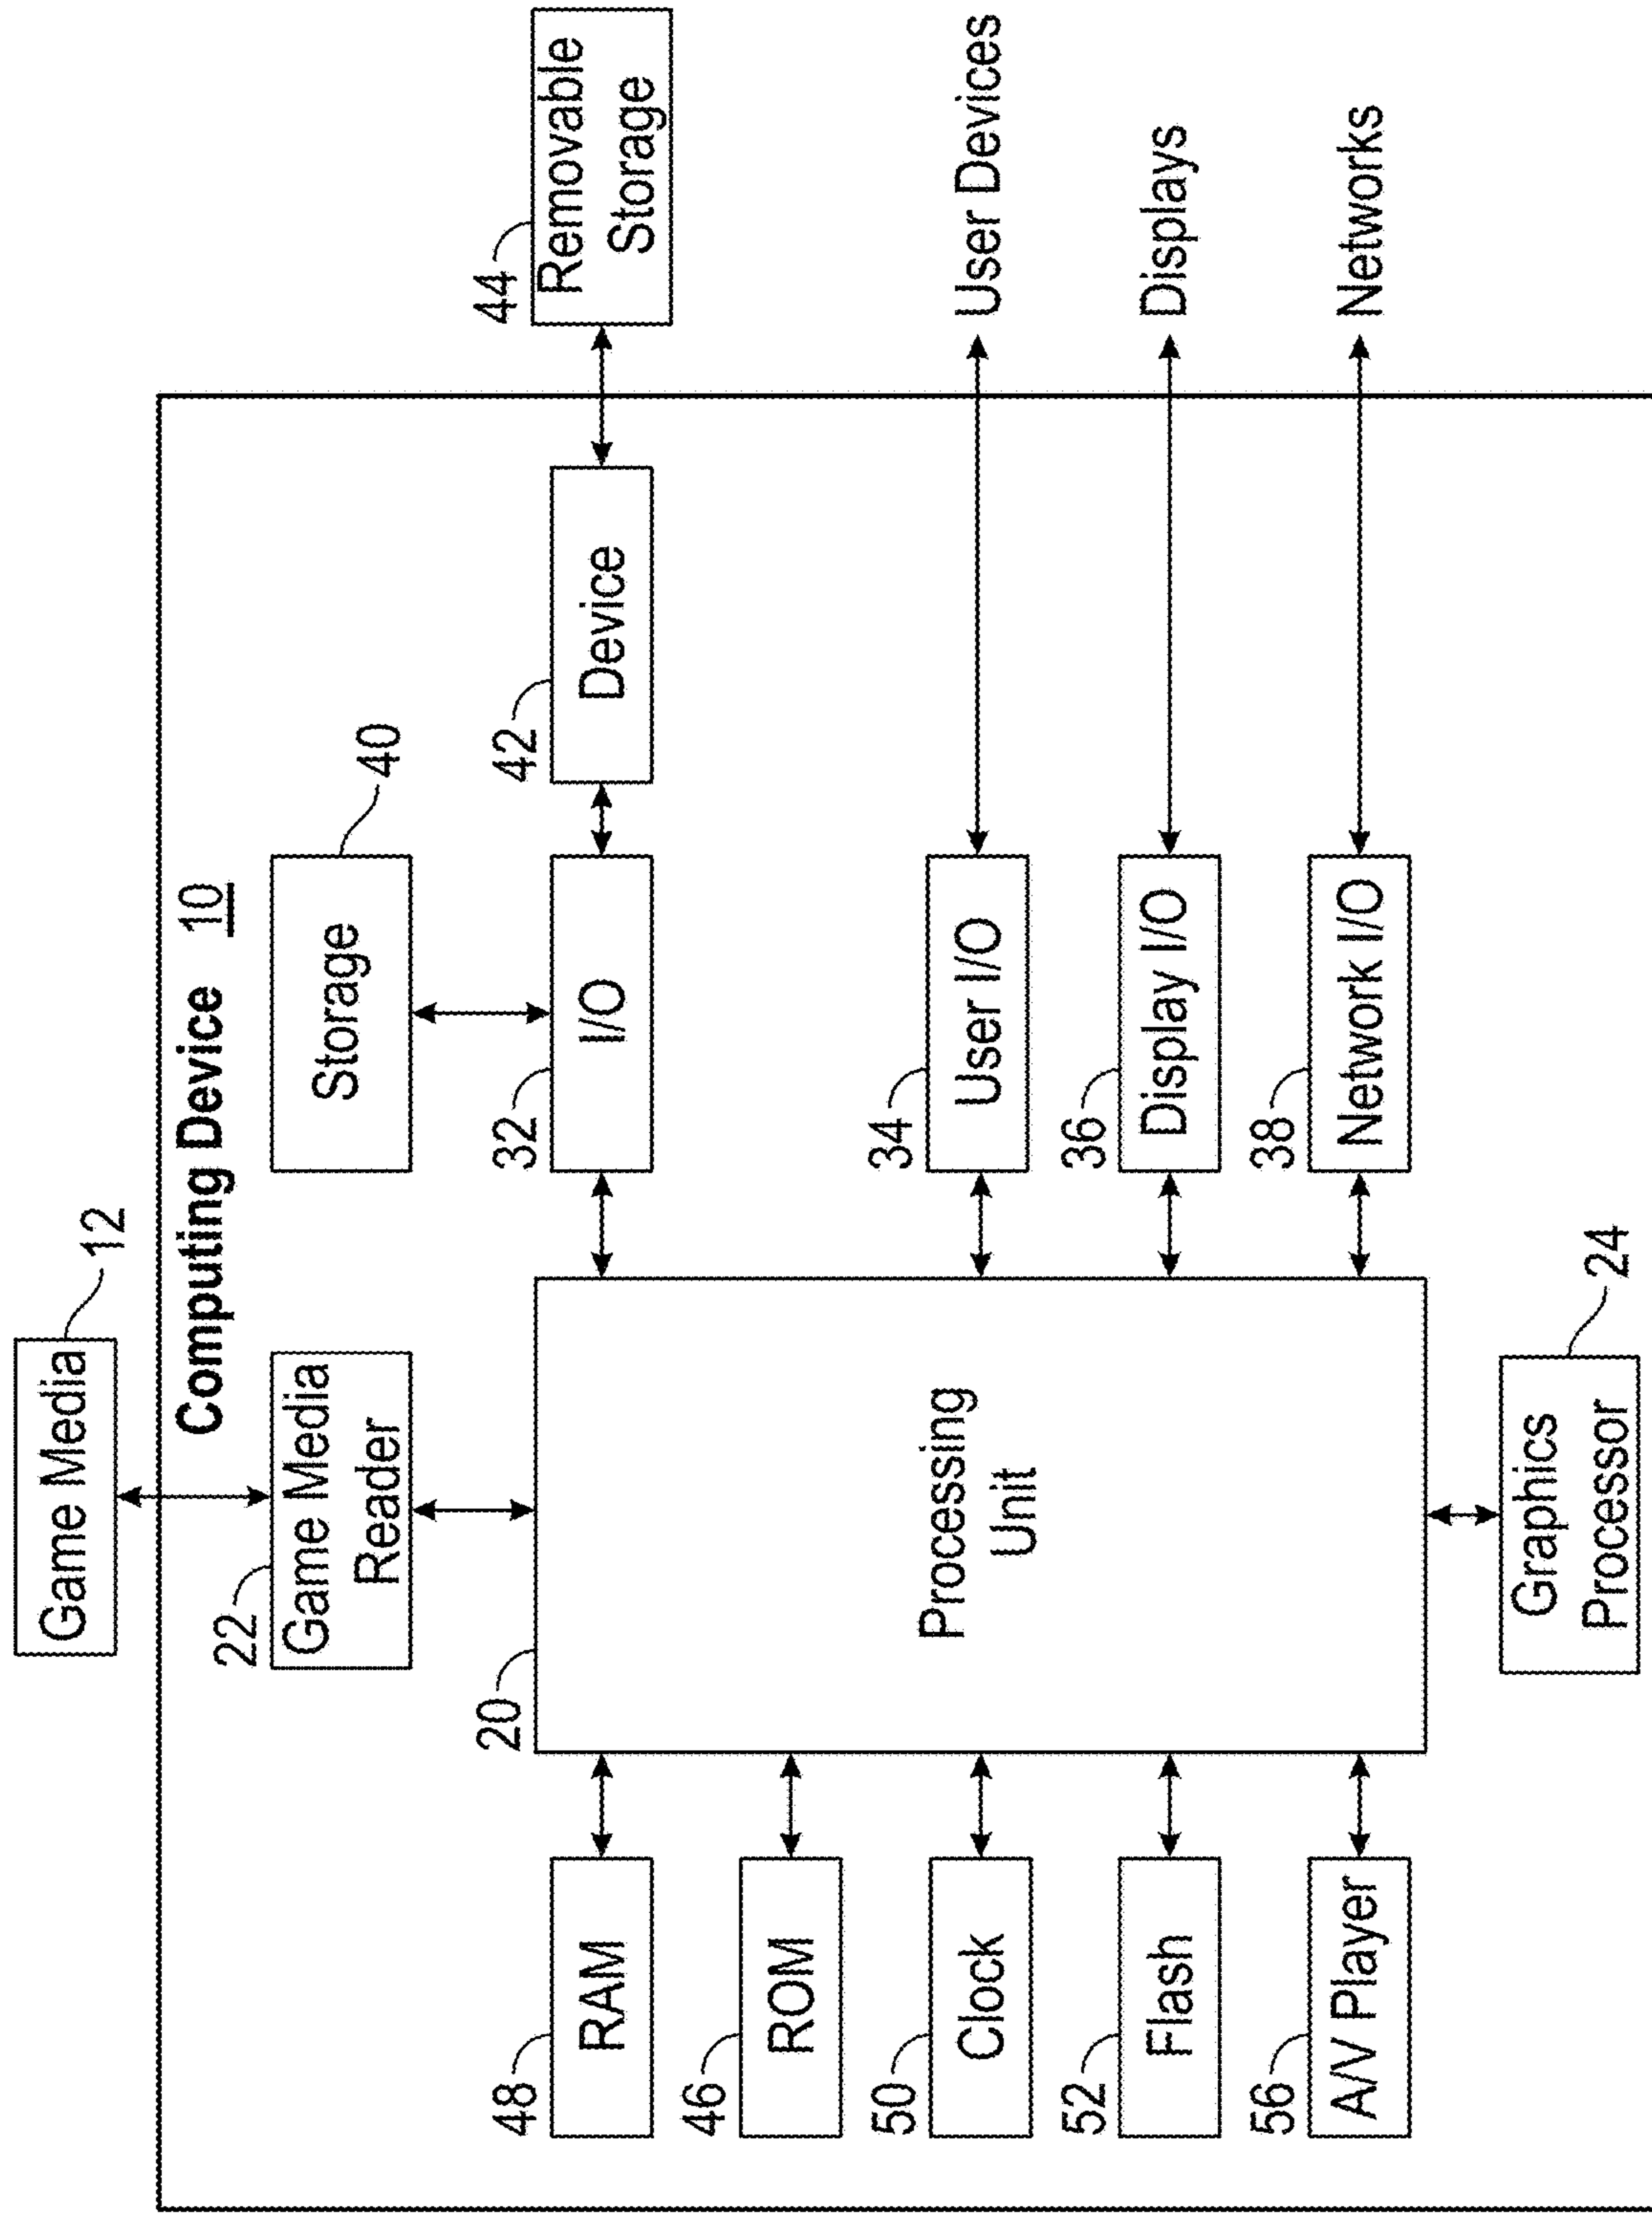 Game Media
12
Computing Device 10
22
Game Media
Reader
Storage
40
44
Removable
Storage
20
Processing
Unit
48
RAM
46
ROM
50
Clock
52
Flash
56
A/V Player
32
I/O
42
Device
34
User I/O
User Devices
36
Display I/O
Displays
38
Network I/O
Networks
Graphics
Processor
24